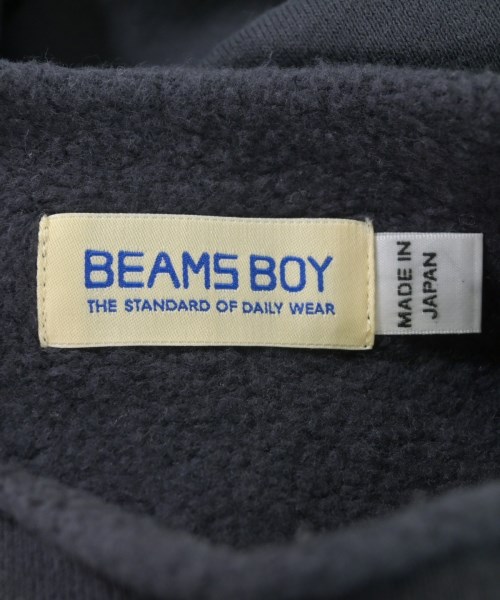 BEAMS BOY
THE STANDARD OF DAILY WEAR
MADE IN
JAPAN